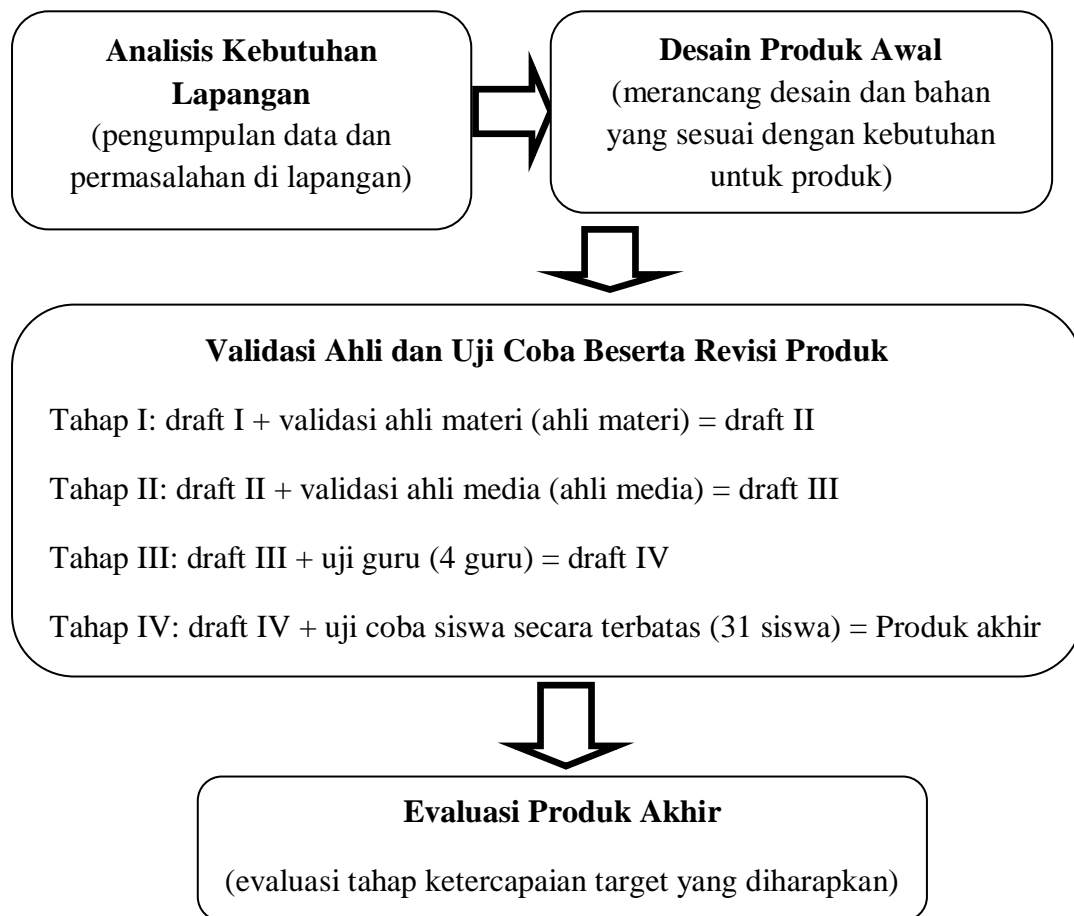 Analisis Kebutuhan
Lapangan
(pengumpulan data dan
permasalahan di lapangan)
Desain Produk Awal
(merancang desain dan bahan
yang sesuai dengan kebutuhan
untuk produk)
Validasi Ahli dan Uji Coba Beserta Revisi Produk
Tahap I: draft I + validasi ahli materi (ahli materi) = draft II
Tahap II: draft II + validasi ahli media (ahli media) = draft III
Tahap III: draft III + uji guru (4 guru) = draft IV
Tahap IV: draft IV + uji coba siswa secara terbatas (31 siswa) = Produk akhir
Evaluasi Produk Akhir
(evaluasi tahap ketercapaian target yang diharapkan)